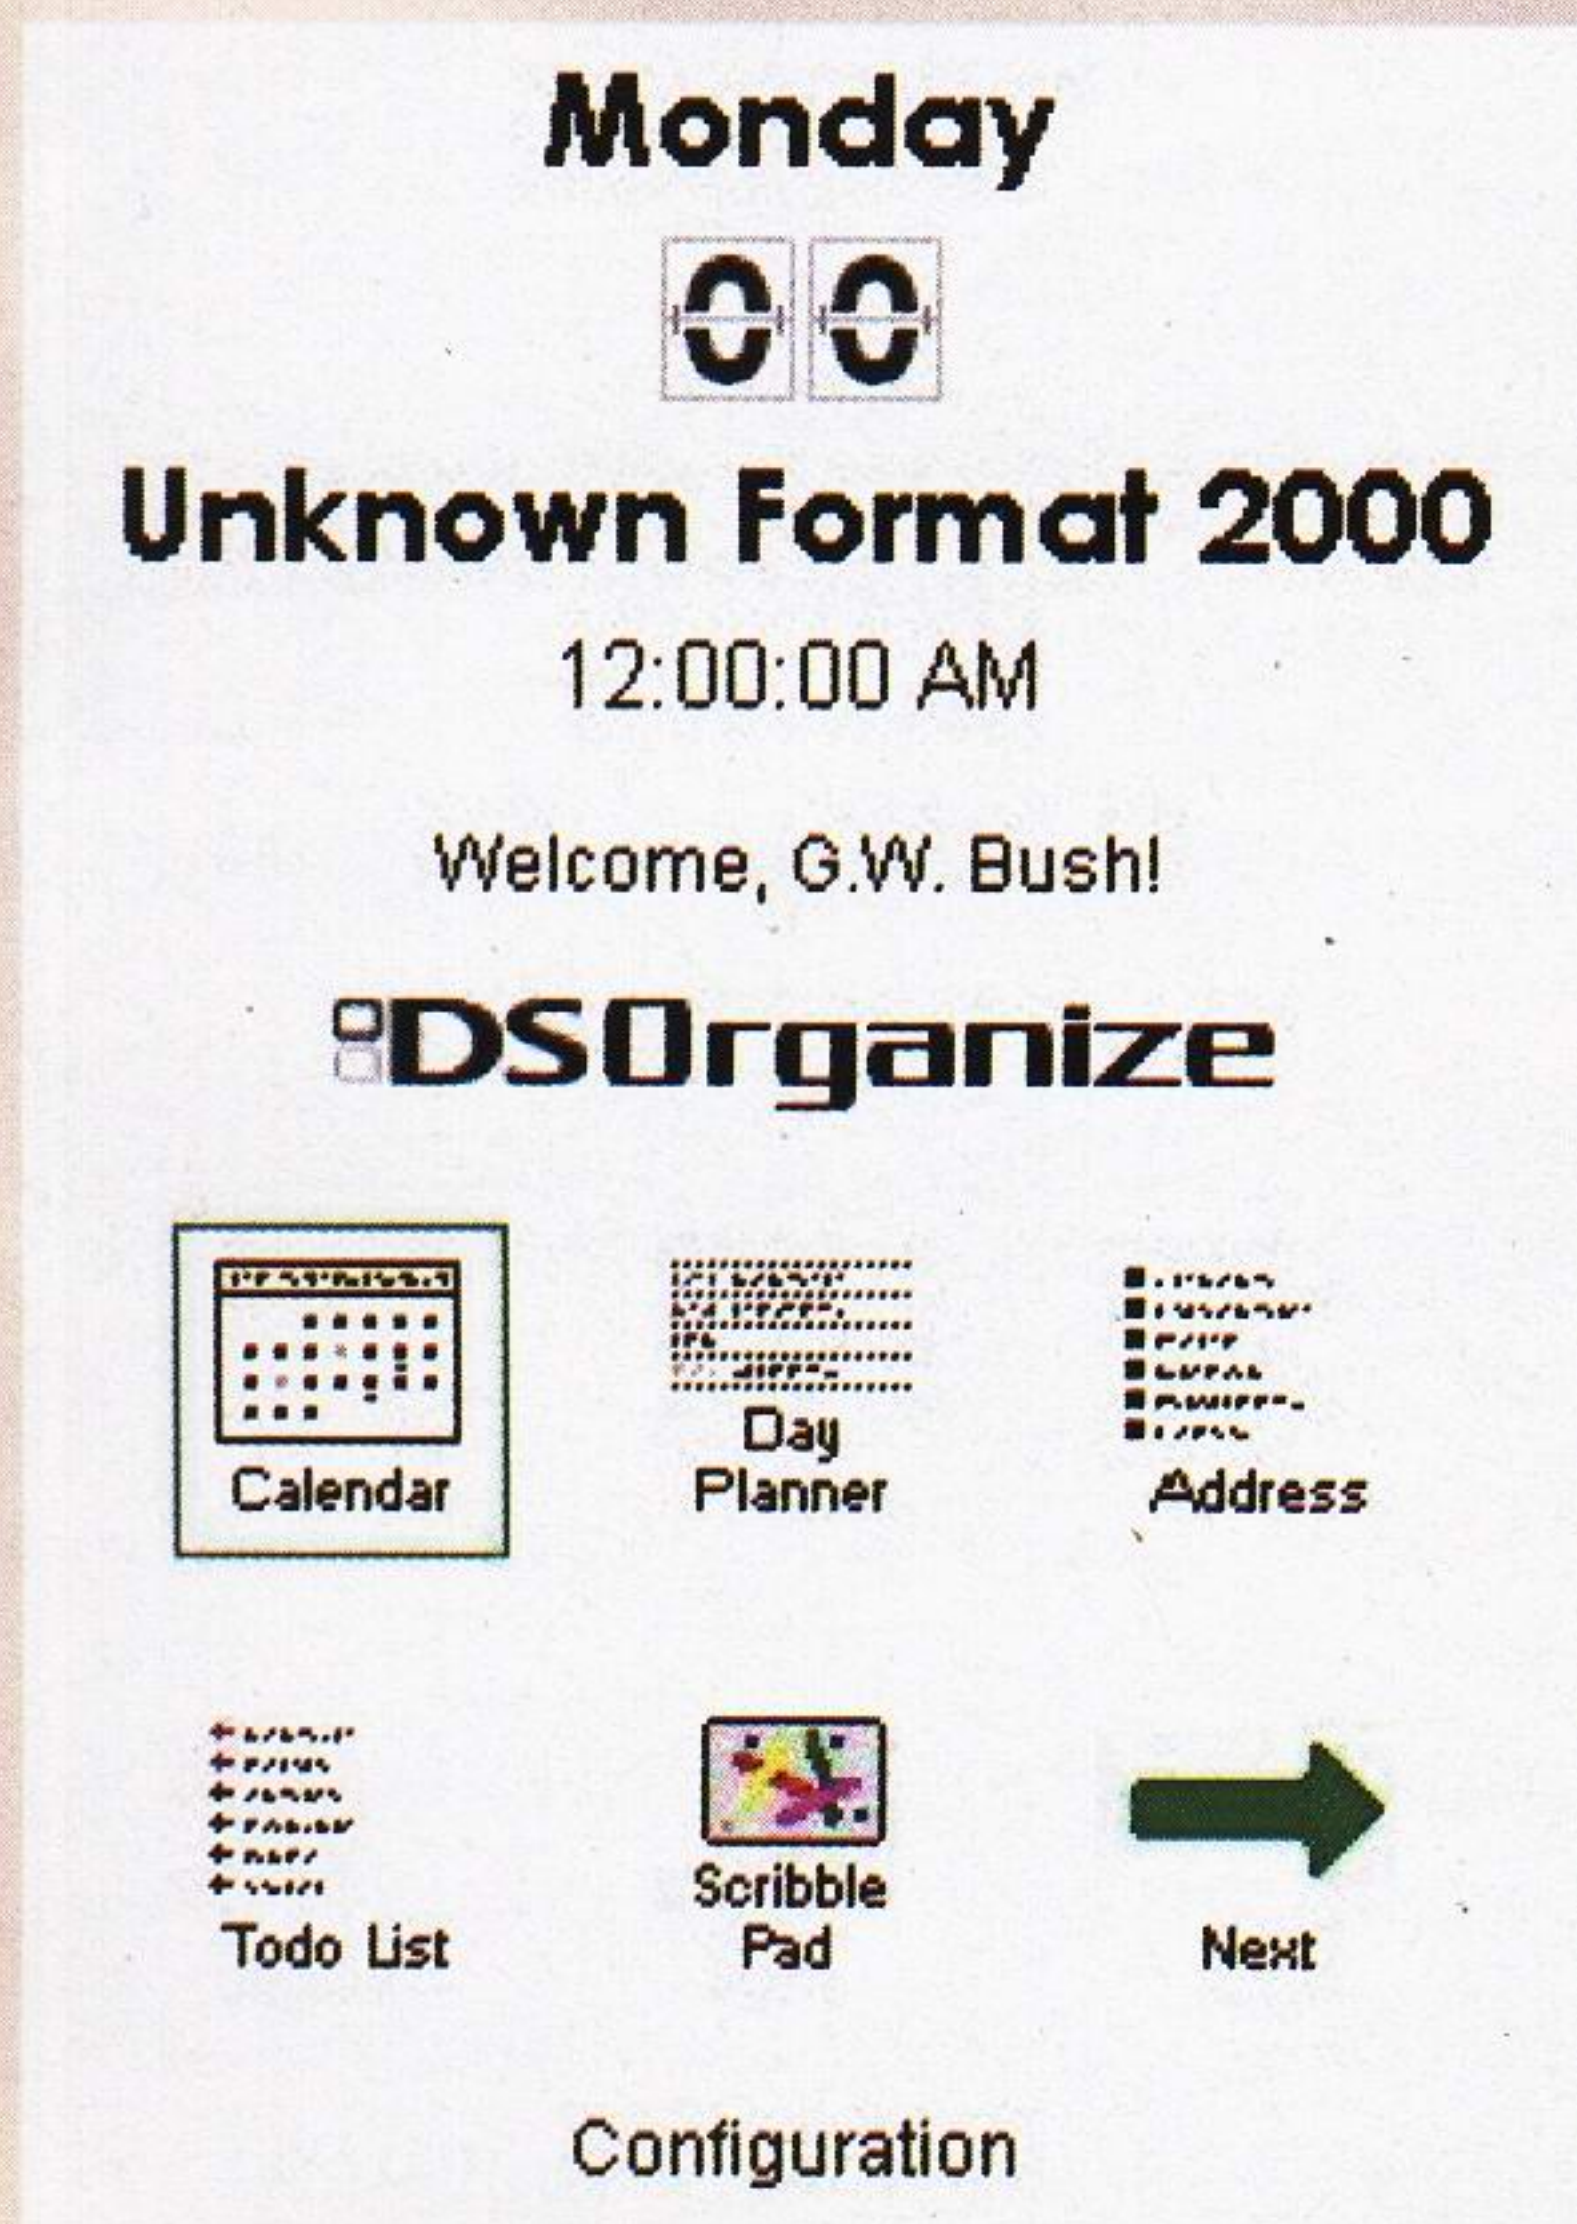 Monday
00
Unknown Format 2000
12:00:00 AM
Welcome, G.W. Bush!
DSOrganize
Calendar
Day
Planner
Address
Todo List
Scribble
Pad
Next
Configuration